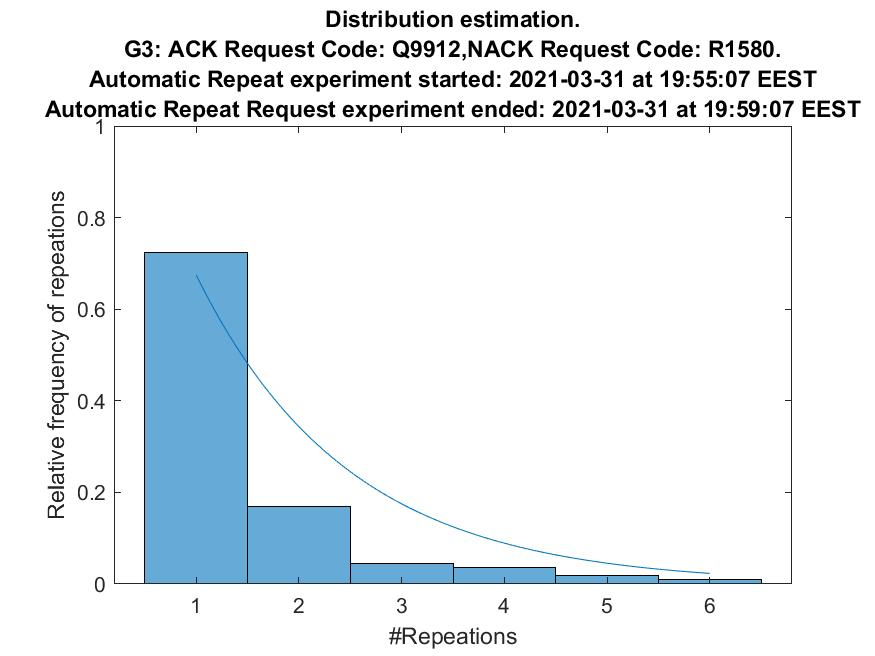 Distribution estimation.
G3: ACK Request Code: Q9912,NACK Request Code: R1580.
Automatic Repeat experiment started: 2021-03-31 at 19:55:07 EEST
Automatic Repeat Request experiment ended: 2021-03-31 at 19:59:07 EEST
1
0.8
0.6
0.4
0.2
0
Relative frequency of repeations
1 2 3 4 5 6
#Repeations